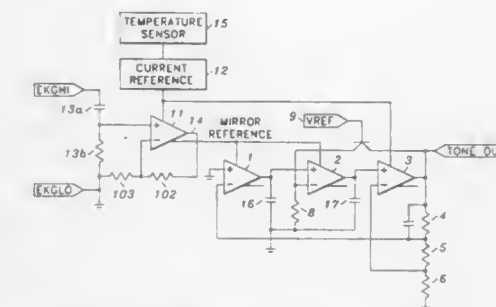 TEMPERATURE
SENSOR
15
CURRENT
REFERENCE
12
EKGHI
13a
11
14
9
VREF
MIRROR
REFERENCE
TONE OUT
13b
1
2
3
EKGLO
103
102
16
8
17
4
5
6